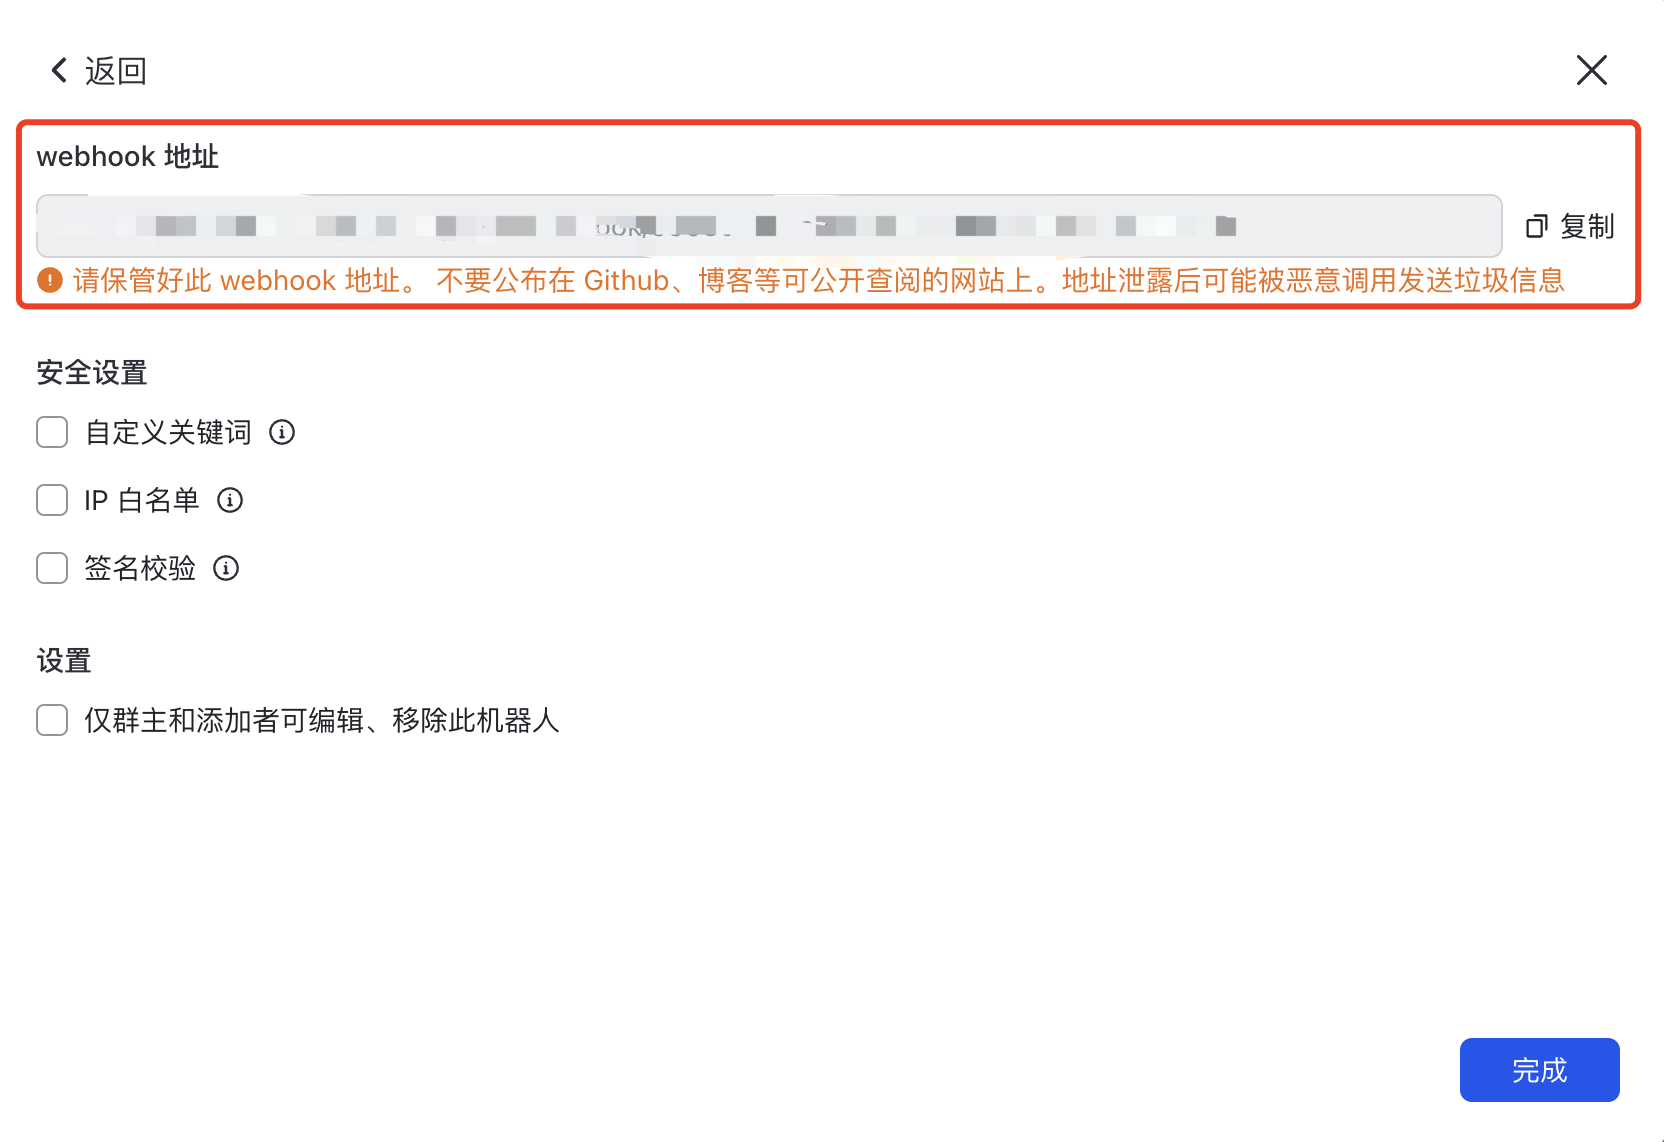 返回
webhook 地址
复制
请保管好此 webhook 地址。 不要公布在 Github、博客等可公开查阅的网站上。地址泄露后可能被恶意调用发送垃圾信息
安全设置
自定义关键词
IP 白名单
签名校验
设置
仅群主和添加者可编辑、移除此机器人
完成